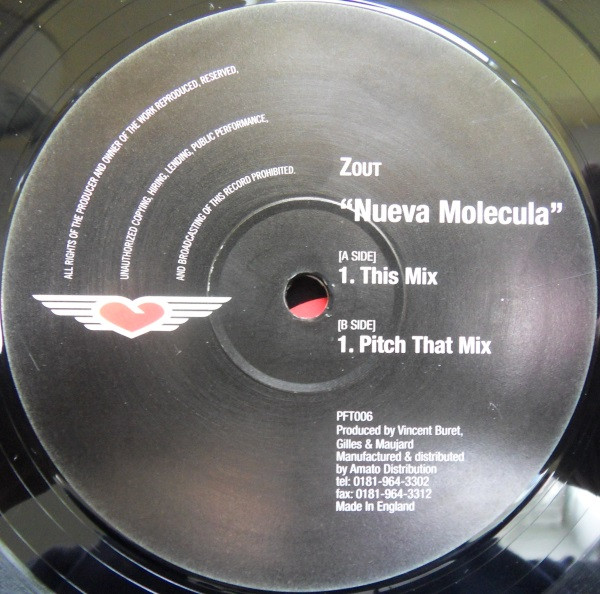 ALL RIGHTS OF THE PRODUCER AND OWNER OF THE WORK REPRODUCED, RESERVED,
UNAUTHORIZED COPYING, HIRING, LENDING, PUBLIC PERFORMANCE,
AND BROADCASTING OF THIS RECORD PROHIBITED.
ZOUT
“Nueva Molecula”
[A SIDE]
1. This Mix
[B SIDE]
1. Pitch That Mix
PFT006
Produced by Vincent Buret,
Gilles & Maujard
Manufactured & distributed
by Amato Distribution
tel: 0181-964-3302
fax: 0181-964-3312
Made In England